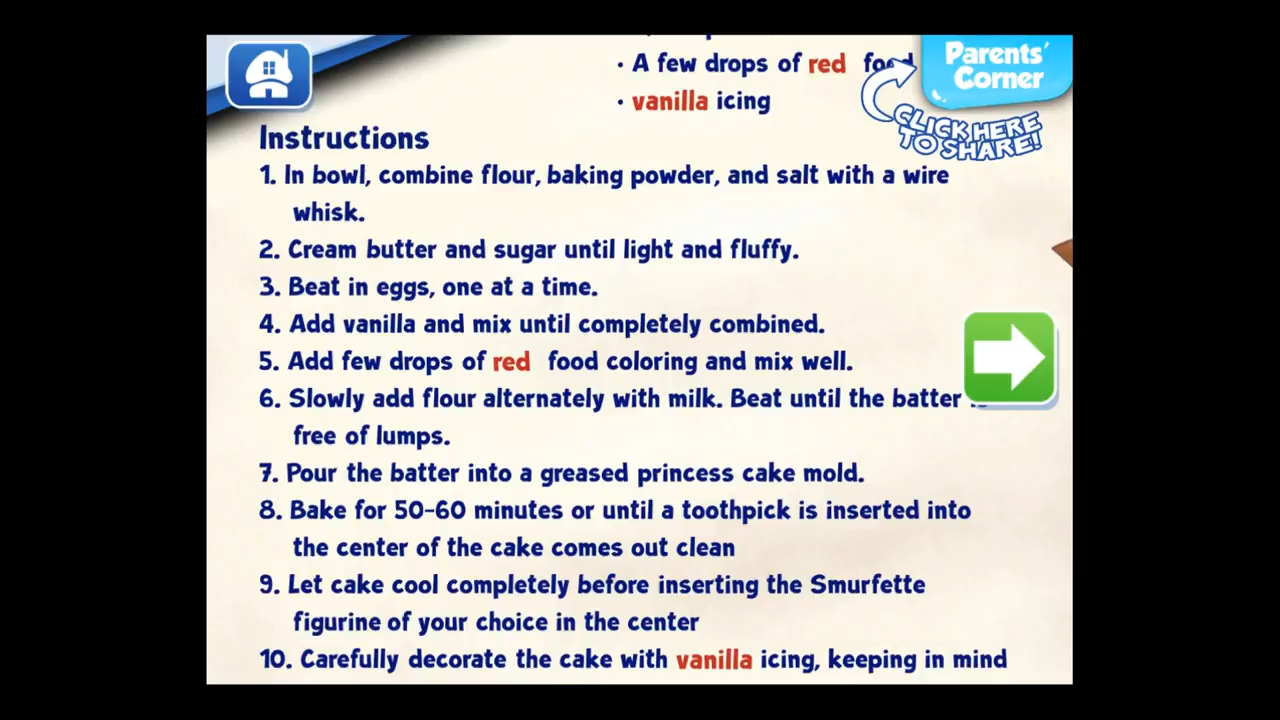 Parents'
Corner
• A few drops of red food
• vanilla icing
CLICK HERE
TO SHARE!
Instructions
1. In bowl, combine flour, baking powder, and salt with a wire
whisk.
2. Cream butter and sugar until light and fluffy.
3. Beat in eggs, one at a time.
4. Add vanilla and mix until completely combined.
5. Add few drops of red food coloring and mix well.
6. Slowly add flour alternately with milk. Beat until the batter
free of lumps.
7. Pour the batter into a greased princess cake mold.
8. Bake for 50-60 minutes or until a toothpick is inserted into
the center of the cake comes out clean
9. Let cake cool completely before inserting the Smurfette
figurine of your choice in the center
10. Carefully decorate the cake with vanilla icing, keeping in mind